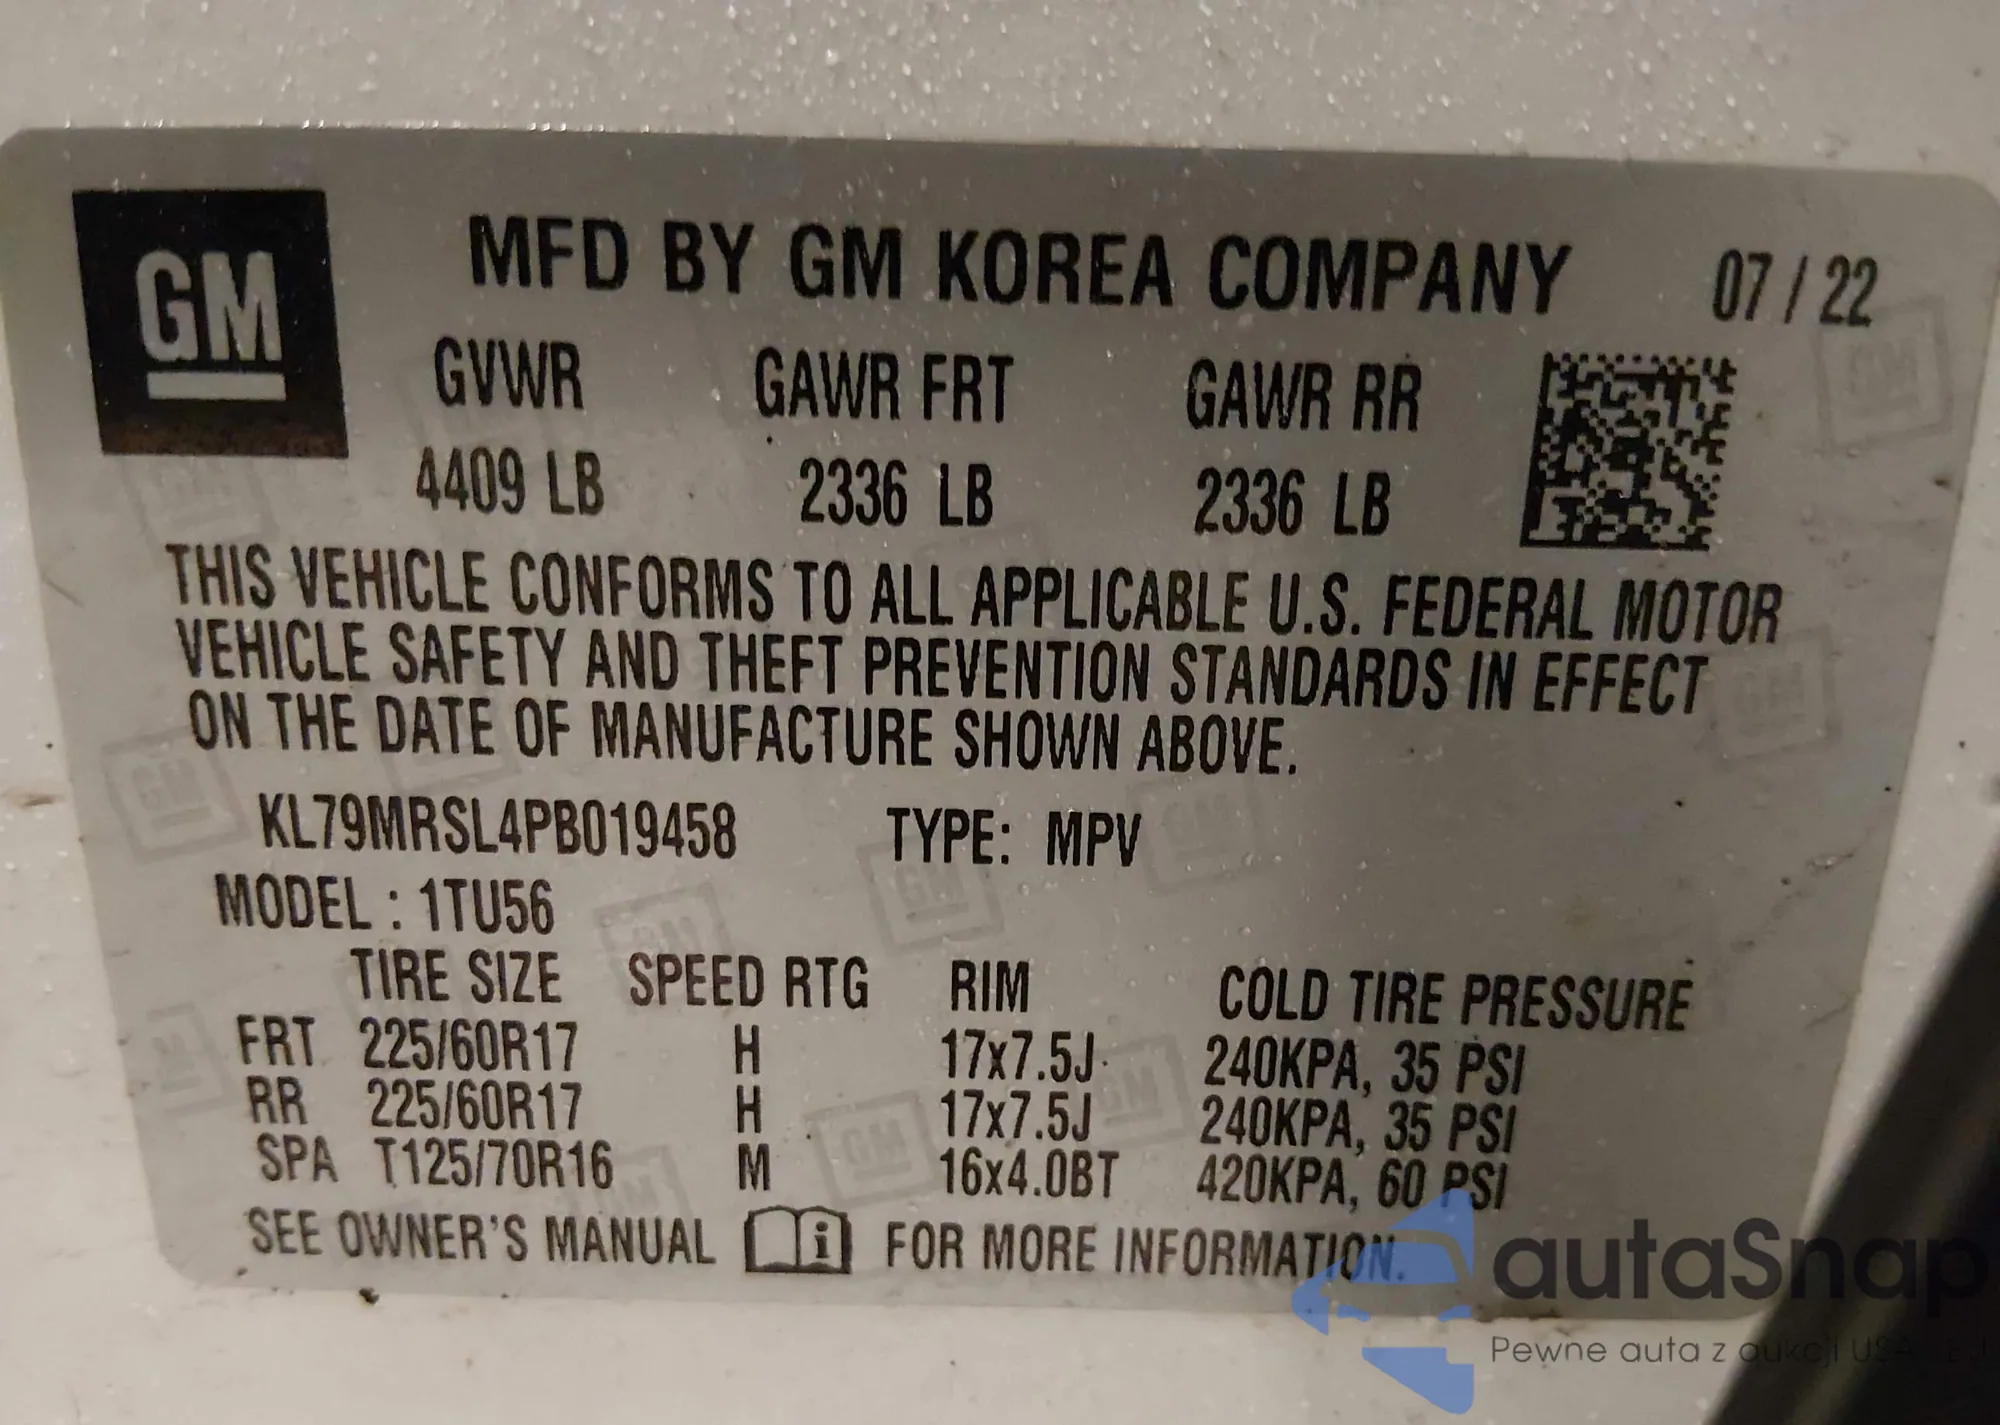 GM
MFD BY GM KOREA COMPANY 07 / 22
GVWR GAWR FRT GAWR RR
4409 LB 2336 LB 2336 LB
THIS VEHICLE CONFORMS TO ALL APPLICABLE U.S. FEDERAL MOTOR
VEHICLE SAFETY AND THEFT PREVENTION STANDARDS IN EFFECT
ON THE DATE OF MANUFACTURE SHOWN ABOVE.
KL79MRSL4PB019458 TYPE: MPV
MODEL : 1TU56
TIRE SIZE SPEED RTG RIM COLD TIRE PRESSURE
FRT 225/60R17 H 17x7.5J 240KPA, 35 PSI
RR 225/60R17 H 17x7.5J 240KPA, 35 PSI
SPA T125/70R16 M 16x4.0BT 420KPA, 60 PSI
SEE OWNER'S MANUAL i FOR MORE INFORMATION.
autaSnap
Pewne auta z aukcji USA